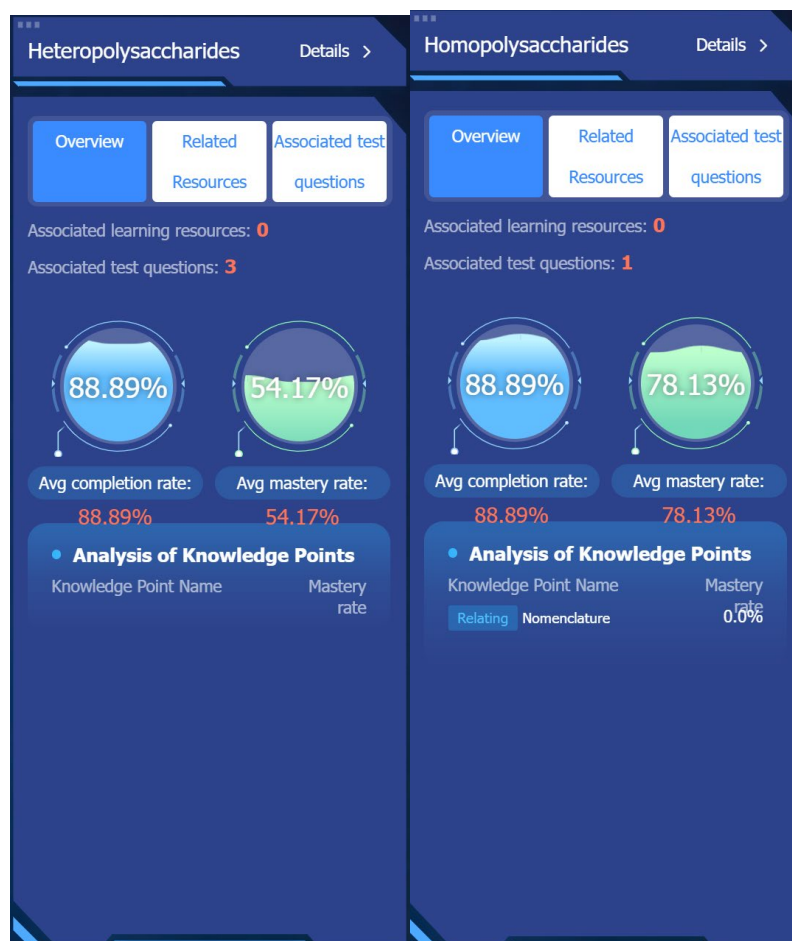 Heteropolysaccharides Details >
Overview
Related
Resources
Associated test
questions
Associated learning resources: 0
Associated test questions: 3
88.89%
54.17%
Avg completion rate:
88.89%
Avg mastery rate:
54.17%
Analysis of Knowledge Points
Knowledge Point Name
Mastery
rate
Homopolysaccharides Details >
Overview
Related
Resources
Associated test
questions
Associated learning resources: 0
Associated test questions: 1
88.89%
78.13%
Avg completion rate:
88.89%
Avg mastery rate:
78.13%
Analysis of Knowledge Points
Knowledge Point Name
Mastery
rate
Relating Nomenclature 0.0%